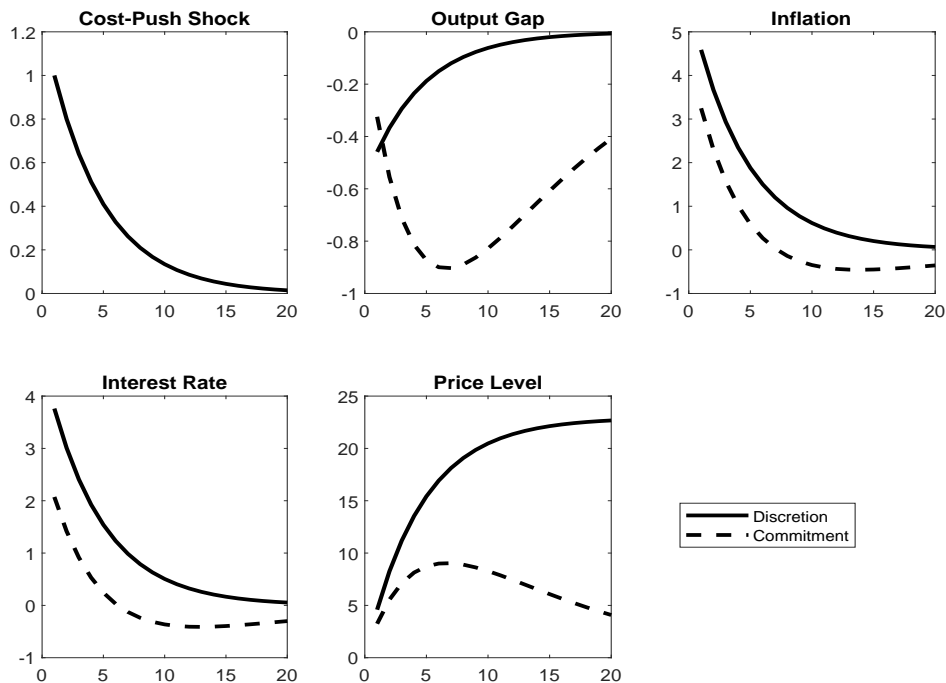 Cost-Push Shock
1.2
1
0.8
0.6
0.4
0.2
0
0 5 10 15 20
Output Gap
0
-0.2
-0.4
-0.6
-0.8
-1
0 5 10 15 20
Inflation
5
4
3
2
1
0
-1
0 5 10 15 20
Interest Rate
4
3
2
1
0
-1
0 5 10 15 20
Price Level
25
20
15
10
5
0
0 5 10 15 20
Discretion
Commitment